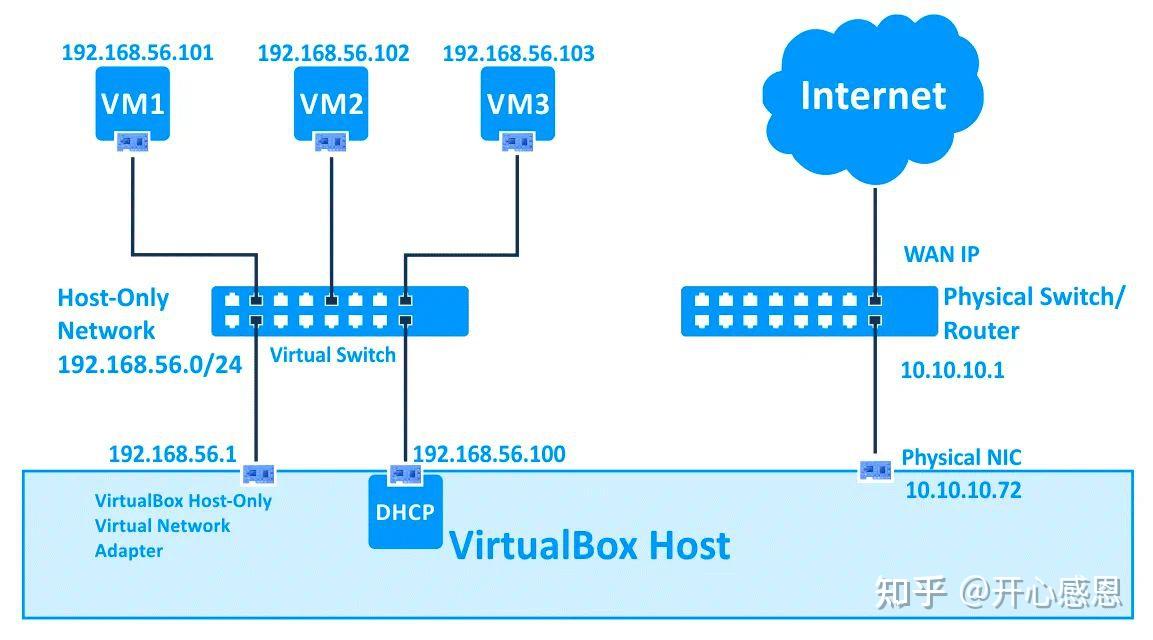 192.168.56.101
192.168.56.102
192.168.56.103
VM1
VM2
VM3
Internet
WAN IP
Host-Only
Network
192.168.56.0/24
Virtual Switch
Physical Switch/
Router
10.10.10.1
192.168.56.1
192.168.56.100
Physical NIC
10.10.10.72
VirtualBox Host-Only
Virtual Network
Adapter
DHCP
VirtualBox Host
知乎 @开心感恩